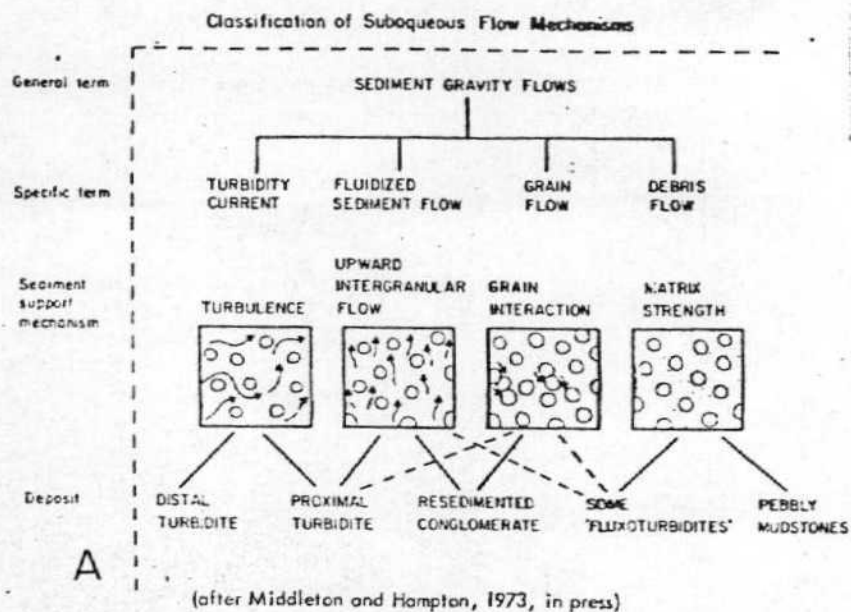 Classification of Suboqueous Flow Mechanisms
General term
SEDIMENT GRAVITY FLOWS
Specific term
TURBIDITY
CURRENT
FLUIDIZED
SEDIMENT FLOW
GRAIN
FLOW
DEBRIS
FLOW
Sediment
support
mechanism
TURBULENCE
UPWARD
INTERGRANULAR
FLOW
GRAIN
INTERACTION
MATRIX
STRENGTH
Deposit
DISTAL
TURBIDITE
PROXIMAL
TURBIDITE
RESEDIMENTED
CONGLOMERATE
SOME
"FLUXOTURBIDITES"
PEBBLY
MUDSTONES
A
(after Middleton and Hampton, 1973, in press)